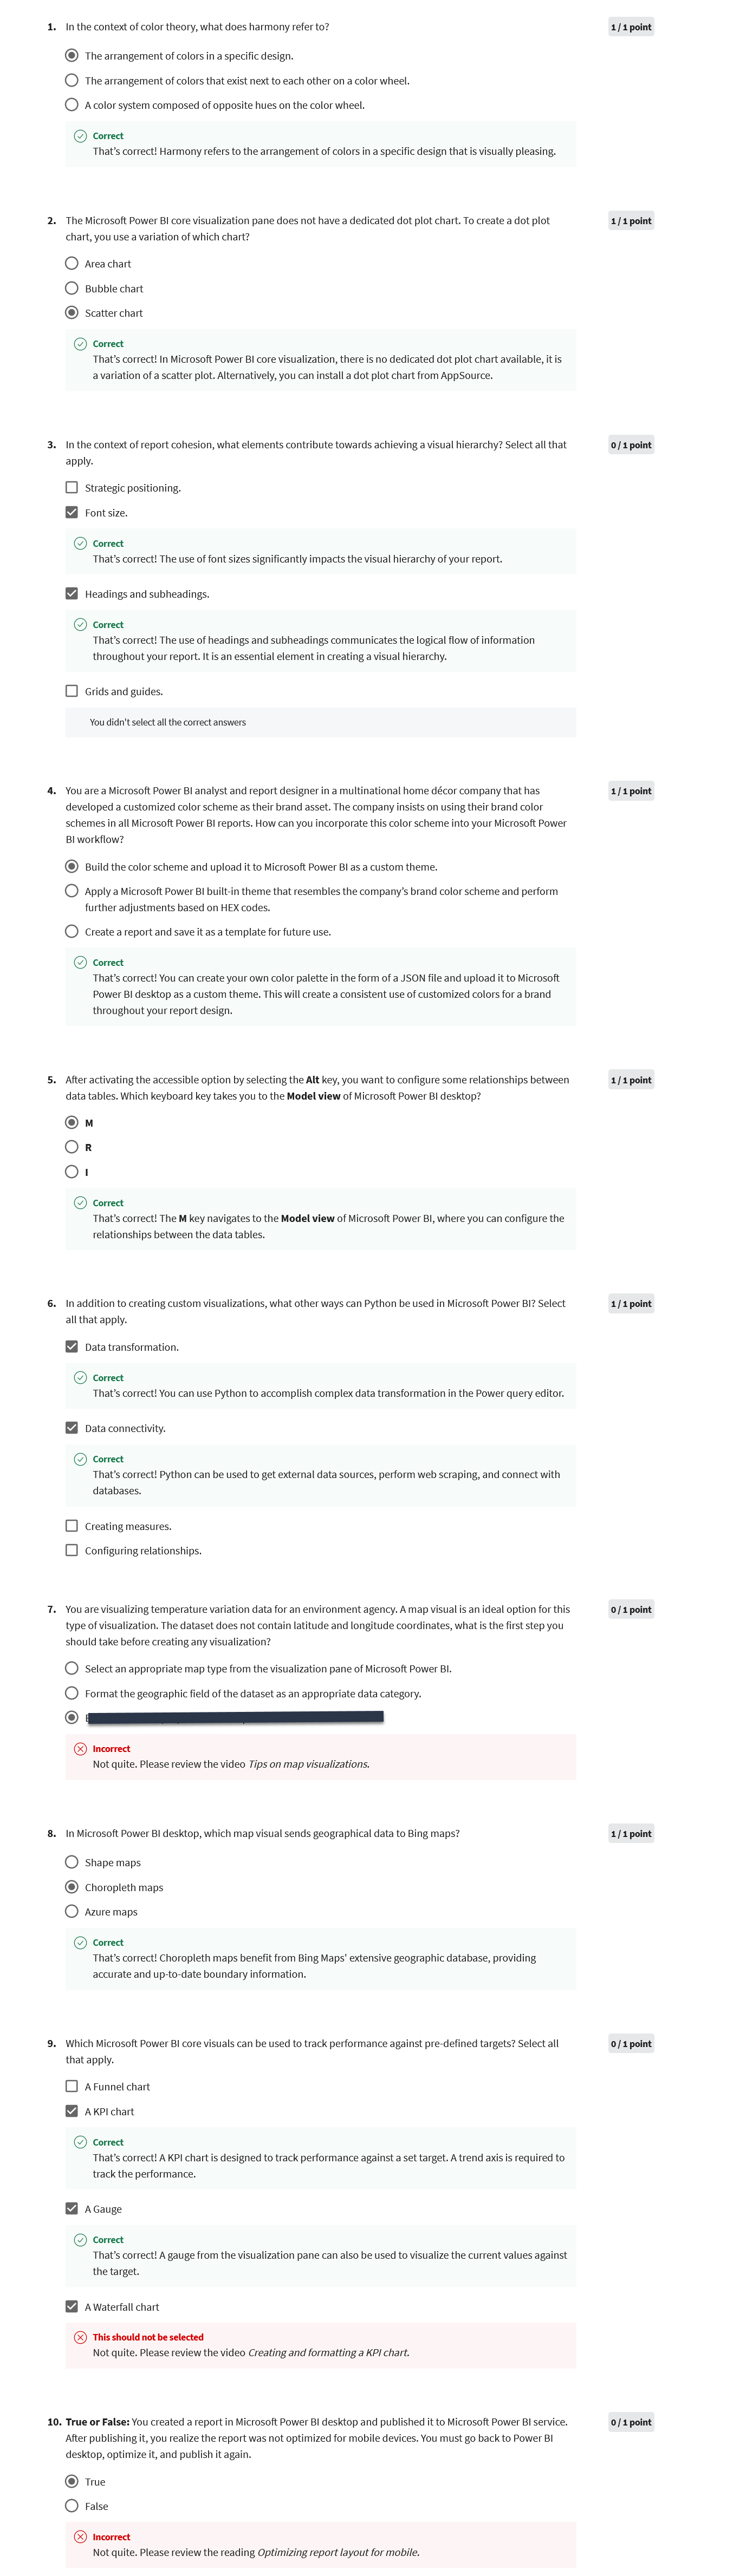 1. In the context of color theory, what does harmony refer to?
1 / 1 point
The arrangement of colors in a specific design.
The arrangement of colors that exist next to each other on a color wheel.
A color system composed of opposite hues on the color wheel.
Correct
That's correct! Harmony refers to the arrangement of colors in a specific design that is visually pleasing.
2. The Microsoft Power BI core visualization pane does not have a dedicated dot plot chart. To create a dot plot
chart, you use a variation of which chart?
1 / 1 point
Area chart
Bubble chart
Scatter chart
Correct
That's correct! In Microsoft Power BI core visualization, there is no dedicated dot plot chart available, it is
a variation of a scatter plot. Alternatively, you can install a dot plot chart from AppSource.
3. In the context of report cohesion, what elements contribute towards achieving a visual hierarchy? Select all that
apply.
0 / 1 point
Strategic positioning.
Font size.
Correct
That's correct! The use of font sizes significantly impacts the visual hierarchy of your report.
Headings and subheadings.
Correct
That's correct! The use of headings and subheadings communicates the logical flow of information
throughout your report. It is an essential element in creating a visual hierarchy.
Grids and guides.
You didn't select all the correct answers
4. You are a Microsoft Power BI analyst and report designer in a multinational home décor company that has
developed a customized color scheme as their brand asset. The company insists on using their brand color
schemes in all Microsoft Power BI reports. How can you incorporate this color scheme into your Microsoft Power
BI workflow?
1 / 1 point
Build the color scheme and upload it to Microsoft Power BI as a custom theme.
Apply a Microsoft Power BI built-in theme that resembles the company's brand color scheme and perform
further adjustments based on HEX codes.
Create a report and save it as a template for future use.
Correct
That's correct! You can create your own color palette in the form of a JSON file and upload it to Microsoft
Power BI desktop as a custom theme. This will create a consistent use of customized colors for a brand
throughout your report design.
5. After activating the accessible option by selecting the Alt key, you want to configure some relationships between
data tables. Which keyboard key takes you to the Model view of Microsoft Power BI desktop?
1 / 1 point
M
R
I
Correct
That's correct! The M key navigates to the Model view of Microsoft Power BI, where you can configure the
relationships between the data tables.
6. In addition to creating custom visualizations, what other ways can Python be used in Microsoft Power BI? Select
all that apply.
1 / 1 point
Data transformation.
Correct
That's correct! You can use Python to accomplish complex data transformation in the Power query editor.
Data connectivity.
Correct
That's correct! Python can be used to get external data sources, perform web scraping, and connect with
databases.
Creating measures.
Configuring relationships.
7. You are visualizing temperature variation data for an environment agency. A map visual is an ideal option for this
type of visualization. The dataset does not contain latitude and longitude coordinates, what is the first step you
should take before creating any visualization?
0 / 1 point
Select an appropriate map type from the visualization pane of Microsoft Power BI.
Format the geographic field of the dataset as an appropriate data category.
Incorrect
Not quite. Please review the video Tips on map visualizations.
8. In Microsoft Power BI desktop, which map visual sends geographical data to Bing maps?
1 / 1 point
Shape maps
Choropleth maps
Azure maps
Correct
That's correct! Choropleth maps benefit from Bing Maps' extensive geographic database, providing
accurate and up-to-date boundary information.
9. Which Microsoft Power BI core visuals can be used to track performance against pre-defined targets? Select all
that apply.
0 / 1 point
A Funnel chart
A KPI chart
Correct
That's correct! A KPI chart is designed to track performance against a set target. A trend axis is required to
track the performance.
A Gauge
Correct
That's correct! A gauge from the visualization pane can also be used to visualize the current values against
the target.
A Waterfall chart
This should not be selected
Not quite. Please review the video Creating and formatting a KPI chart.
10. True or False: You created a report in Microsoft Power BI desktop and published it to Microsoft Power BI service.
After publishing it, you realize the report was not optimized for mobile devices. You must go back to Power BI
desktop, optimize it, and publish it again.
0 / 1 point
True
False
Incorrect
Not quite. Please review the reading Optimizing report layout for mobile.